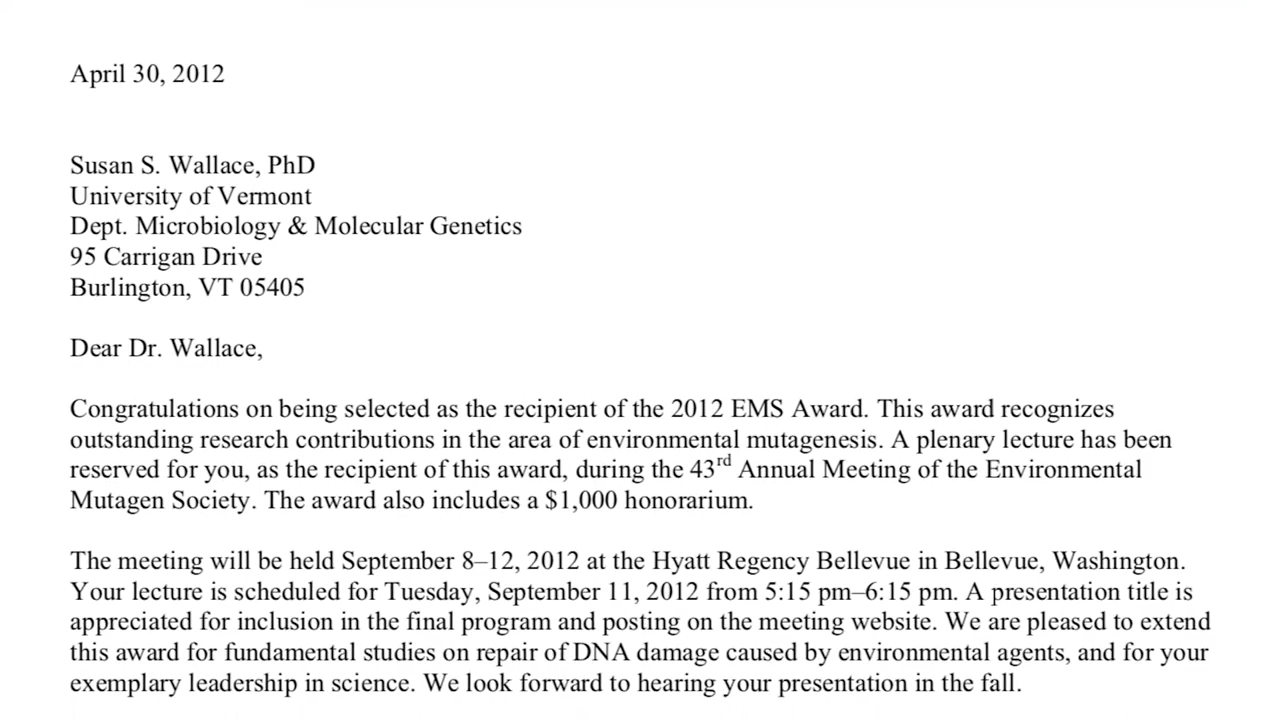 April 30, 2012
Susan S. Wallace, PhD
University of Vermont
Dept. Microbiology & Molecular Genetics
95 Carrigan Drive
Burlington, VT 05405
Dear Dr. Wallace,
Congratulations on being selected as the recipient of the 2012 EMS Award. This award recognizes
outstanding research contributions in the area of environmental mutagenesis. A plenary lecture has been
reserved for you, as the recipient of this award, during the 43rd Annual Meeting of the Environmental
Mutagen Society. The award also includes a $1,000 honorarium.
The meeting will be held September 8–12, 2012 at the Hyatt Regency Bellevue in Bellevue, Washington.
Your lecture is scheduled for Tuesday, September 11, 2012 from 5:15 pm–6:15 pm. A presentation title is
appreciated for inclusion in the final program and posting on the meeting website. We are pleased to extend
this award for fundamental studies on repair of DNA damage caused by environmental agents, and for your
exemplary leadership in science. We look forward to hearing your presentation in the fall.